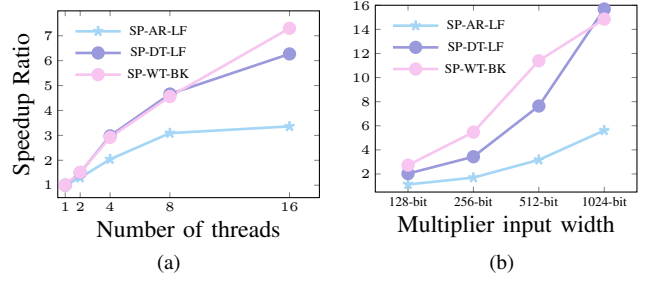 Speedup Ratio
7
6
5
4
3
2
1
SP-AR-LF
SP-DT-LF
SP-WT-BK
1 2 4 8 16
Number of threads
(a)
16
14
12
10
8
6
4
2
SP-AR-LF
SP-DT-LF
SP-WT-BK
128-bit 256-bit 512-bit 1024-bit
Multiplier input width
(b)